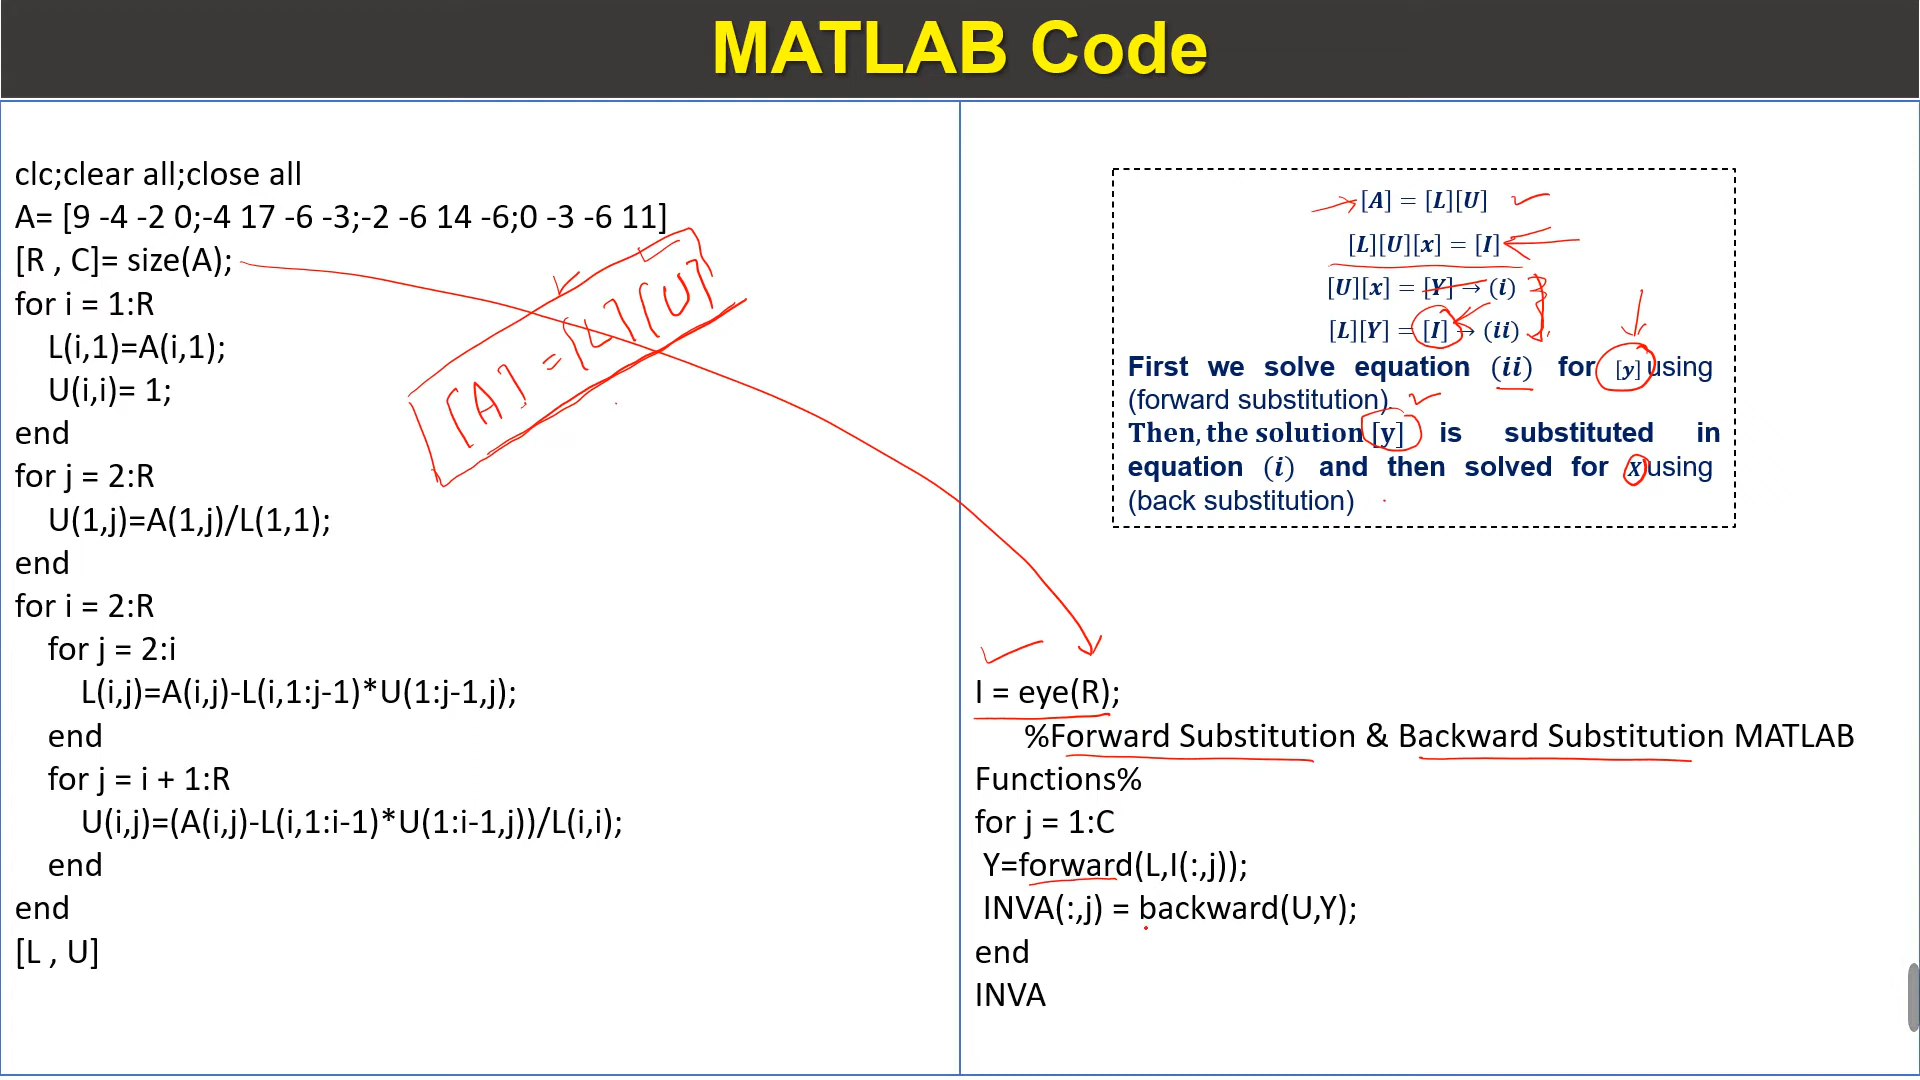 MATLAB Code
clc;clear all;close all
A= [9 -4 -2 0;-4 17 -6 -3;-2 -6 14 -6;0 -3 -6 11]
[R , C]= size(A);
for i = 1:R
L(i,1)=A(i,1);
U(i,i)= 1;
end
for j = 2:R
U(1,j)=A(1,j)/L(1,1);
end
for i = 2:R
for j = 2:i
L(i,j)=A(i,j)-L(i,1:j-1)*U(1:j-1,j);
end
for j = i + 1:R
U(i,j)=(A(i,j)-L(i,1:i-1)*U(1:i-1,j))/L(i,i);
end
end
[L , U]
[A] = [L] [U]
[A] = [L][U]
[L][U][x] = [I]
[U][x] = [Y] → (i)
[L][Y] = [I] → (ii)
First we solve equation (ii) for [y] using
(forward substitution).
Then, the solution [y] is substituted in
equation (i) and then solved for X using
(back substitution)
I = eye(R);
%Forward Substitution & Backward Substitution MATLAB
Functions%
for j = 1:C
Y=forward(L,I(:,j));
INVA(:,j) = backward(U,Y);
end
INVA